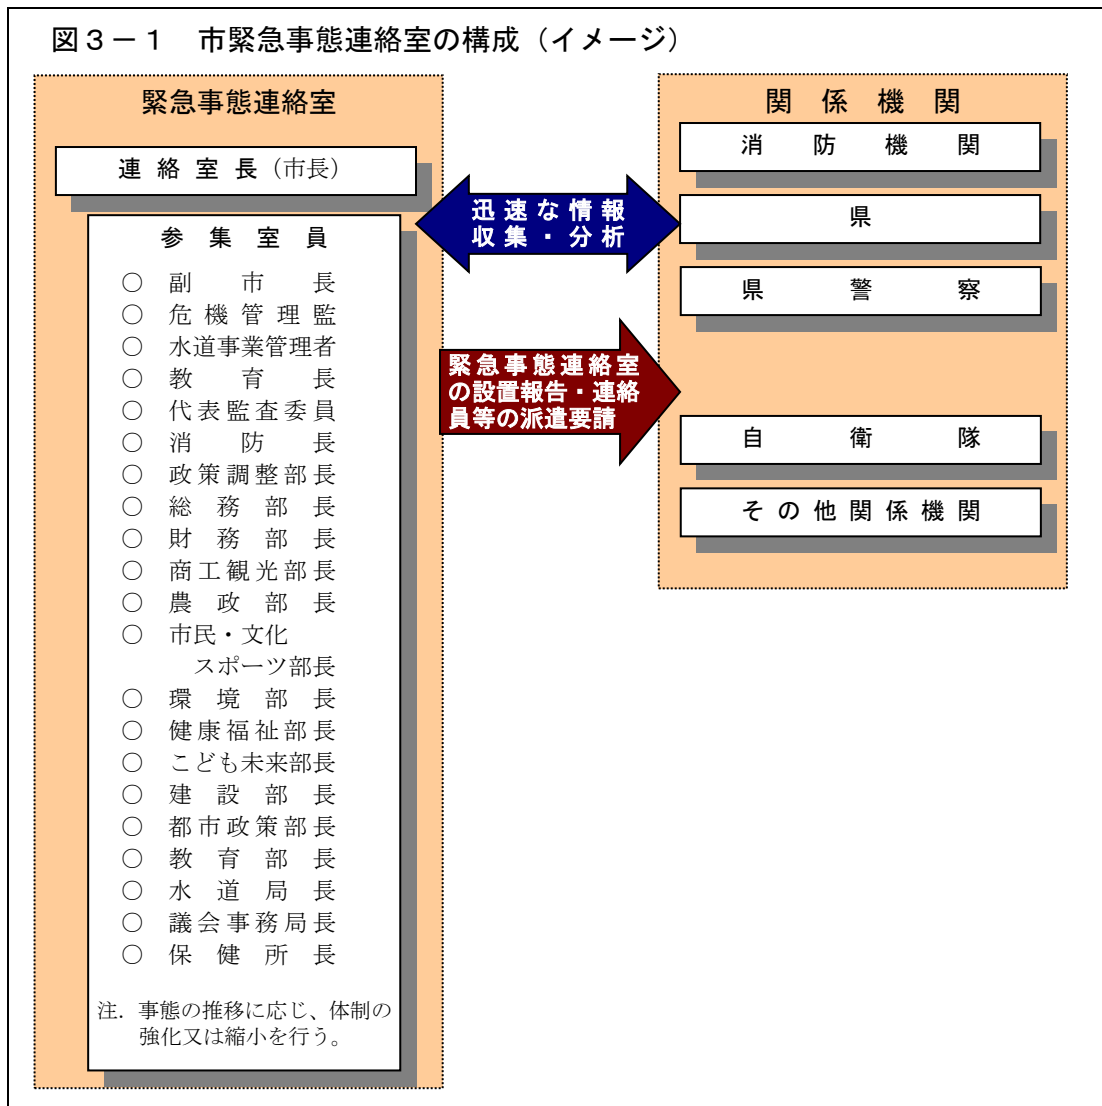 図3-1 市緊急事態連絡室の構成(イメージ)
緊急事態連絡室
連絡室長(市長)
参集室員
○ 副市長
○ 危機管理監
○ 水道事業管理者
○ 教育長
○ 代表監査委員
○ 消防長
○ 政策調整部長
○ 総務部長
○ 財務部長
○ 商工観光部長
○ 農政部長
○ 市民・文化
スポーツ部長
○ 環境部長
○ 健康福祉部長
○ こども未来部長
○ 建設部長
○ 都市政策部長
○ 教育部長
○ 水道局長
○ 議会事務局長
○ 保健所長
注.事態の推移に応じ、体制の
強化又は縮小を行う。
迅速な情報
収集・分析
緊急事態連絡室
の設置報告・連絡
員等の派遣要請
関係機関
消防機関
県
県警察
自衛隊
その他関係機関